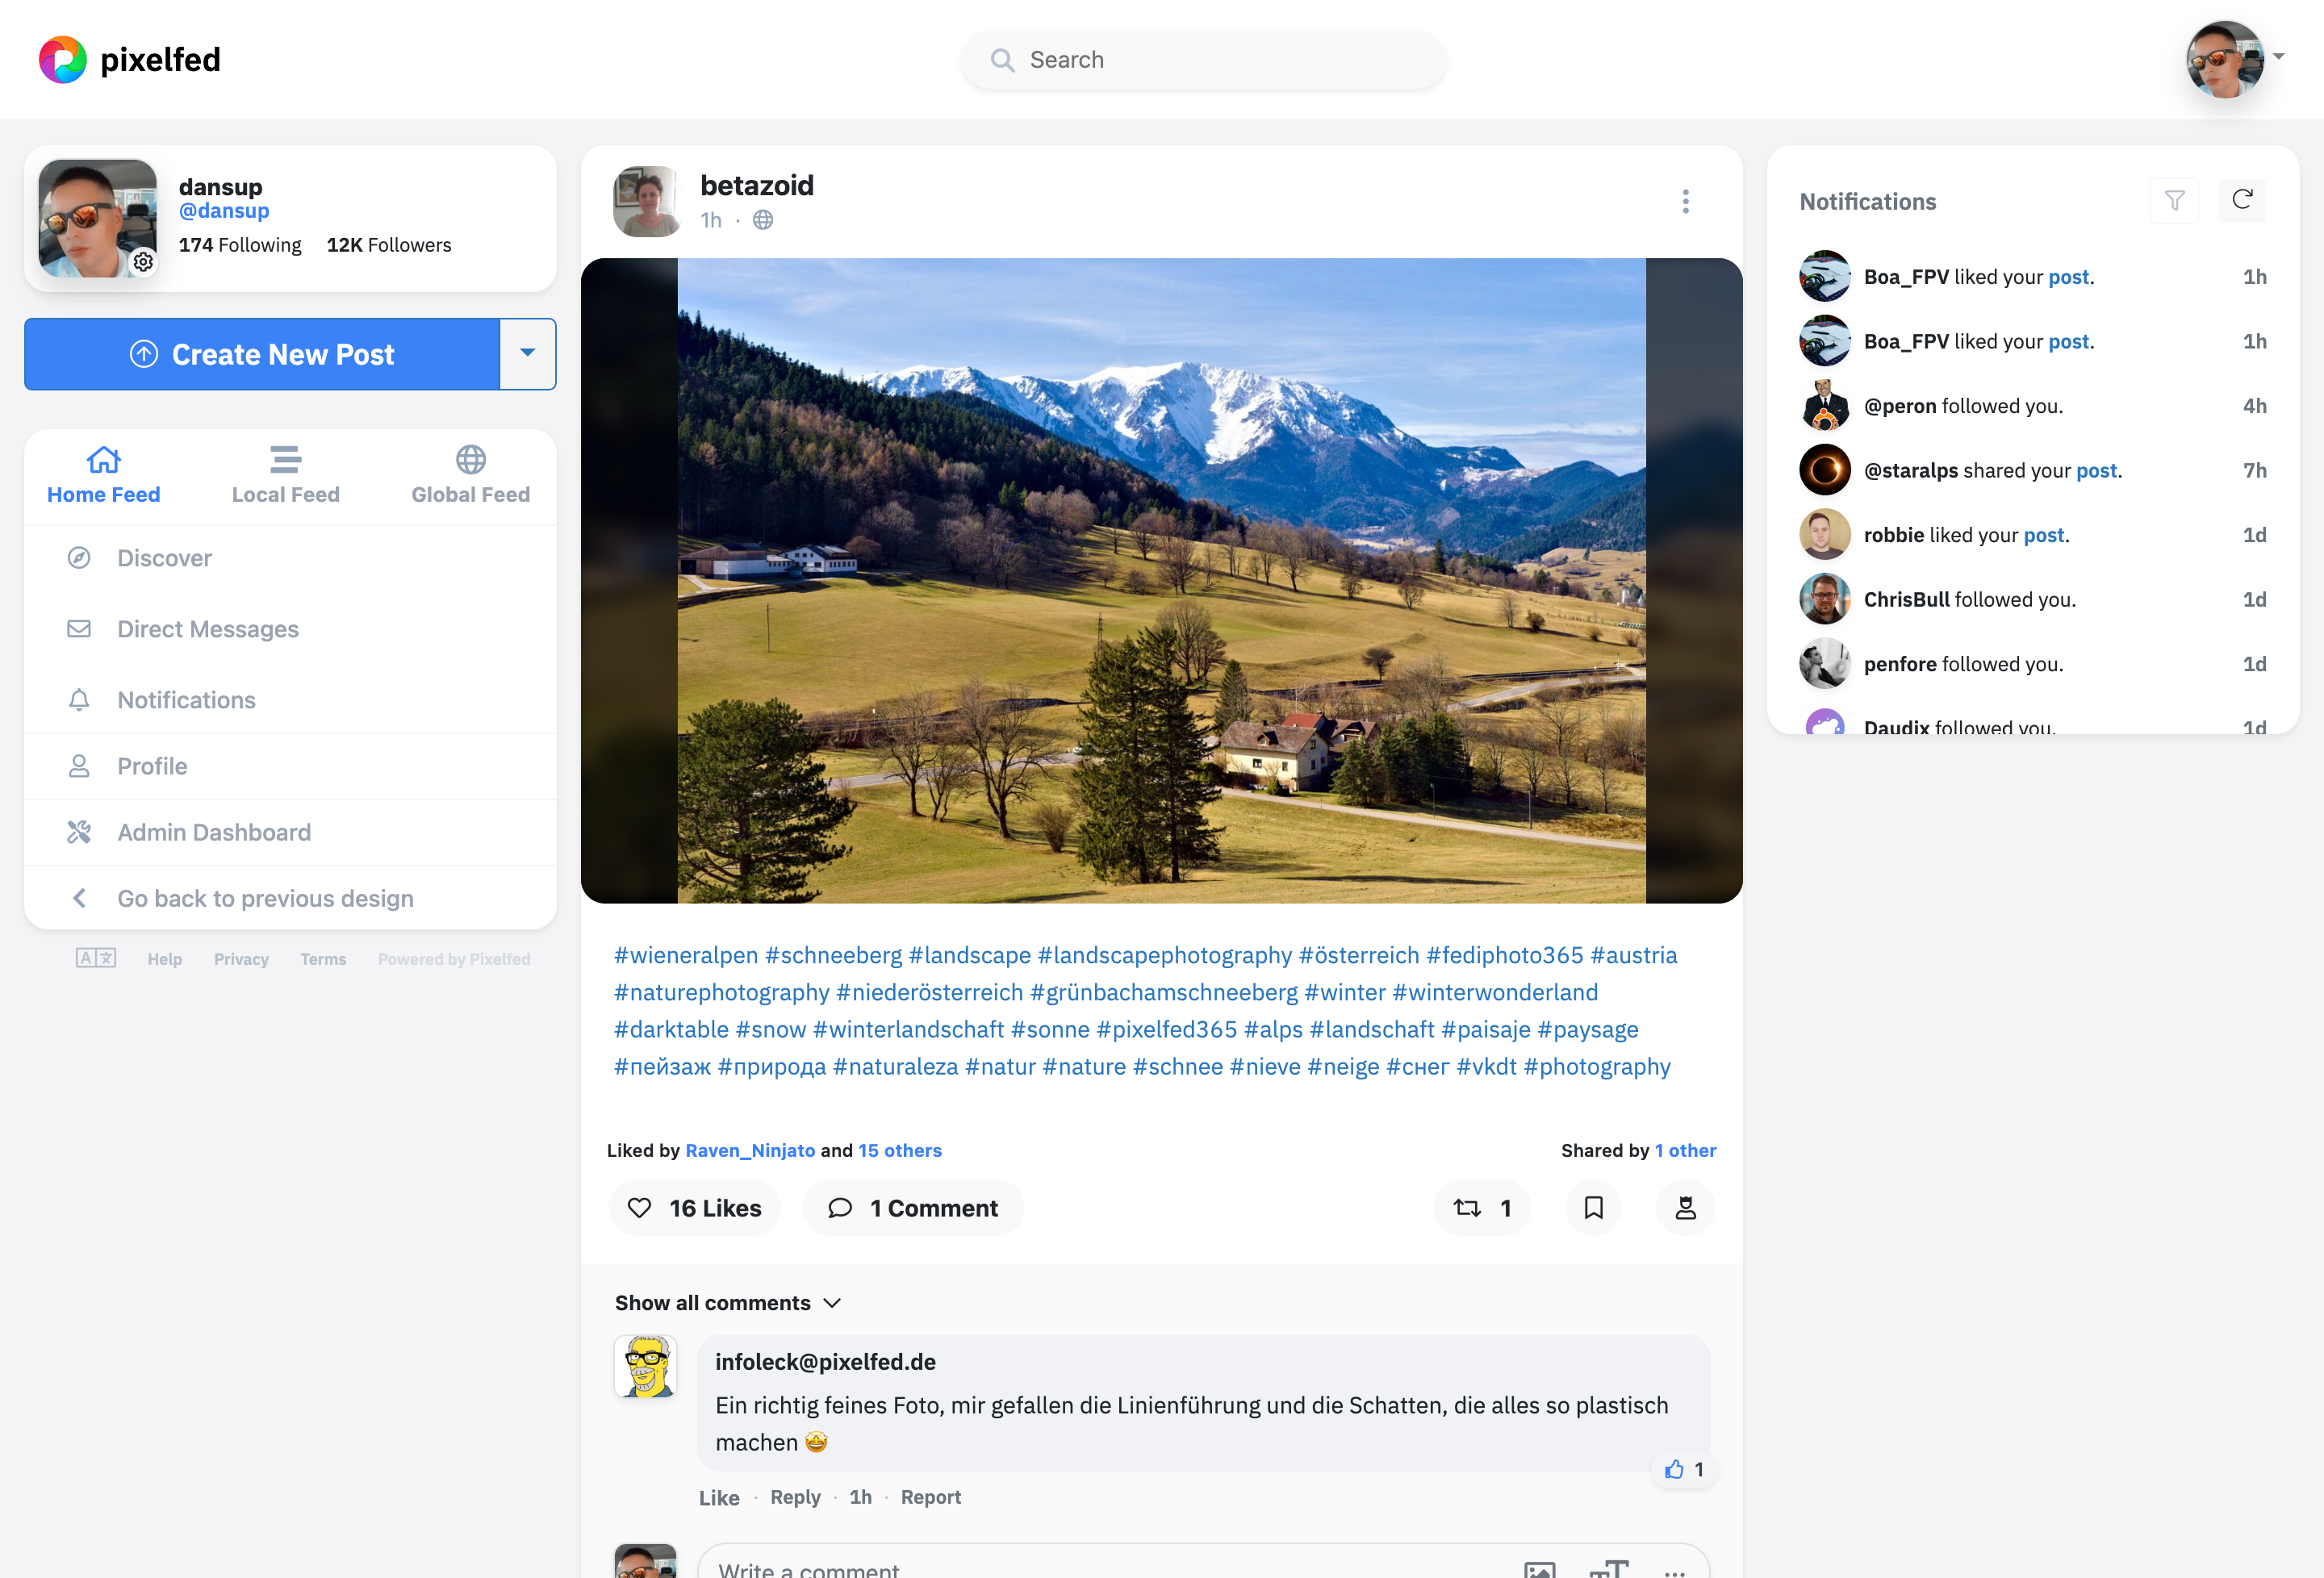 pixelfed
Search
dansup
@dansup
174 Following 12K Followers
Create New Post
Home Feed
Local Feed
Global Feed
Discover
Direct Messages
Notifications
Profile
Admin Dashboard
Go back to previous design
A 文
Help Privacy Terms Powered by Pixelfed
betazoid
1h ·
#wieneralpen #schneeberg #landscape #landscapephotography #österreich #fediphoto365 #austria
#naturephotography #niederösterreich #grünbachamschneeberg #winter #winterwonderland
#darktable #snow #winterlandschaft #sonne #pixelfed365 #alps #landschaft #paisaje #paysage
#пейзаж #природа #naturaleza #natur #nature #schnee #nieve #neige #снег #vkdt #photography
Liked by Raven_Ninjato and 15 others
Shared by 1 other
16 Likes
1 Comment
1
Show all comments
infoleck@pixelfed.de
Ein richtig feines Foto, mir gefallen die Linienführung und die Schatten, die alles so plastisch
machen 🤩
1
Like · Reply · 1h · Report
Write a comment
Notifications
Boa_FPV liked your post. 1h
Boa_FPV liked your post. 1h
@peron followed you. 4h
@staralps shared your post. 7h
robbie liked your post. 1d
ChrisBull followed you. 1d
penfore followed you. 1d
Daudix followed you. 1d